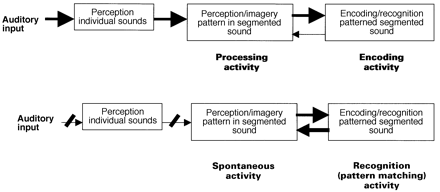 Auditory
input
Perception
individual sounds
Perception/imagery
pattern in segmented
sound
Encoding/recognition
patterned segmented
sound
Processing
activity
Encoding
activity
Auditory
input
Perception
individual sounds
Perception/imagery
pattern in segmented
sound
Encoding/recognition
patterned segmented
sound
Spontaneous
activity
Recognition
(pattern matching)
activity